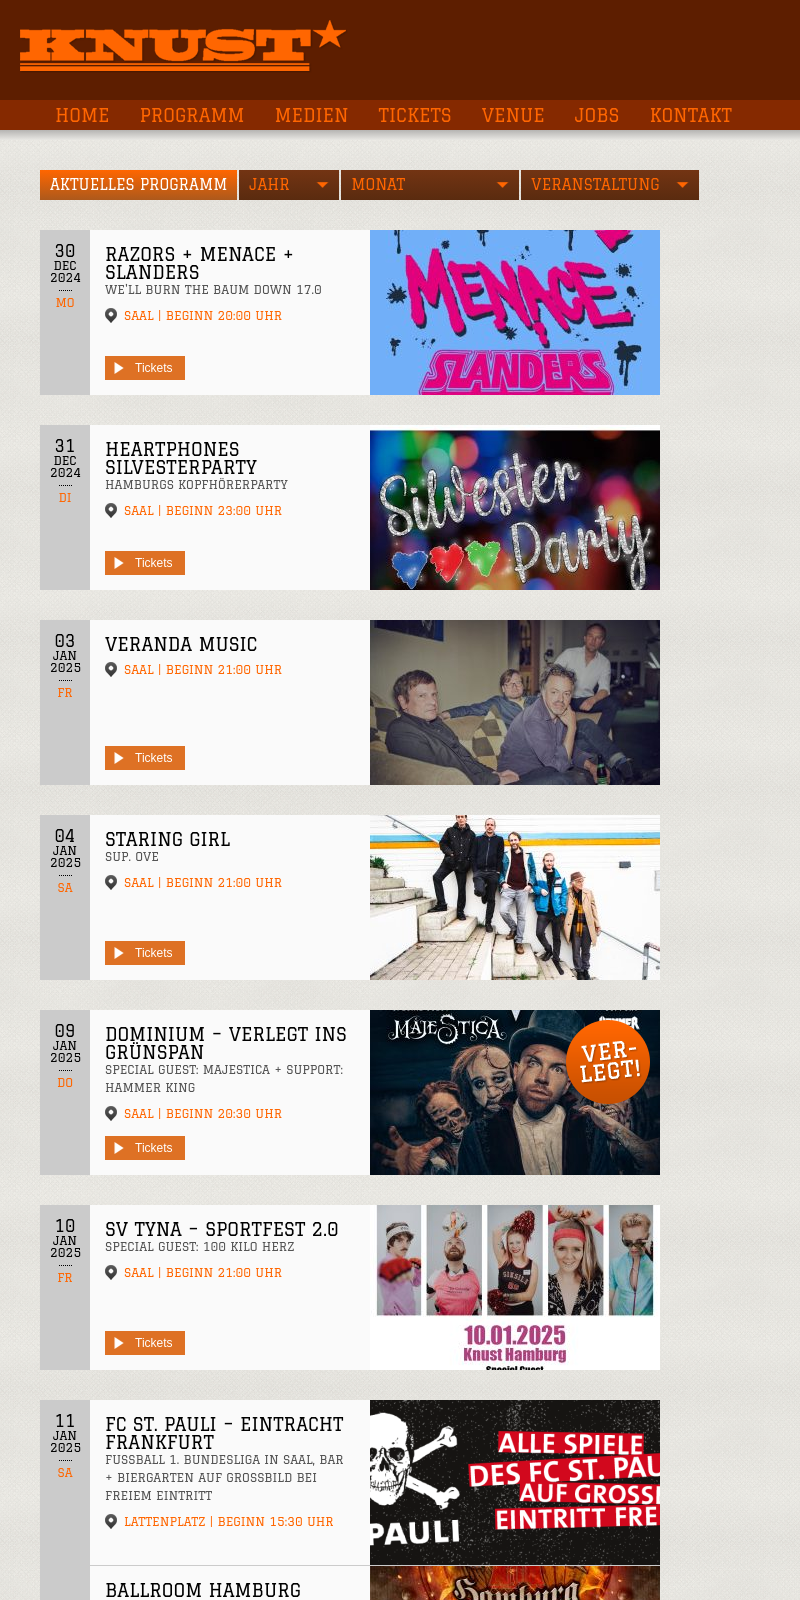 KNUST
HOME PROGRAMM MEDIEN TICKETS VENUE JOBS KONTAKT
AKTUELLES PROGRAMM JAHR MONAT VERANSTALTUNG
30
DEC
2024
MO
RAZORS + MENACE +
SLANDERS
WE'LL BURN THE BAUM DOWN 17.0
SAAL | BEGINN 20:00 UHR
Tickets
MENACE
SLANDERS
31
DEC
2024
DI
HEARTPHONES
SILVESTERPARTY
HAMBURGS KOPFHÖRERPARTY
SAAL | BEGINN 23:00 UHR
Tickets
Silvester
Party
03
JAN
2025
FR
VERANDA MUSIC
SAAL | BEGINN 21:00 UHR
Tickets
04
JAN
2025
SA
STARING GIRL
SUP. OVE
SAAL | BEGINN 21:00 UHR
Tickets
09
JAN
2025
DO
DOMINIUM – VERLEGT INS
GRÜNSPAN
SPECIAL GUEST: MAJESTICA + SUPPORT:
HAMMER KING
SAAL | BEGINN 20:30 UHR
Tickets
MAJESTICA
VER-
LEGT!
10
JAN
2025
FR
SV TYNA – SPORTFEST 2.0
SPECIAL GUEST: 100 KILO HERZ
SAAL | BEGINN 21:00 UHR
Tickets
10.01.2025
Knust Hamburg
Special Guest
11
JAN
2025
SA
FC ST. PAULI – EINTRACHT
FRANKFURT
FUSSBALL 1. BUNDESLIGA IN SAAL, BAR
+ BIERGARTEN AUF GROSSBILD BEI
FREIEM EINTRITT
LATTENPLATZ | BEGINN 15:30 UHR
ALLE SPIELE
DES FC ST. PAU
AUF GROSS
EINTRITT FRE
PAULI
BALLROOM HAMBURG
Hamburg